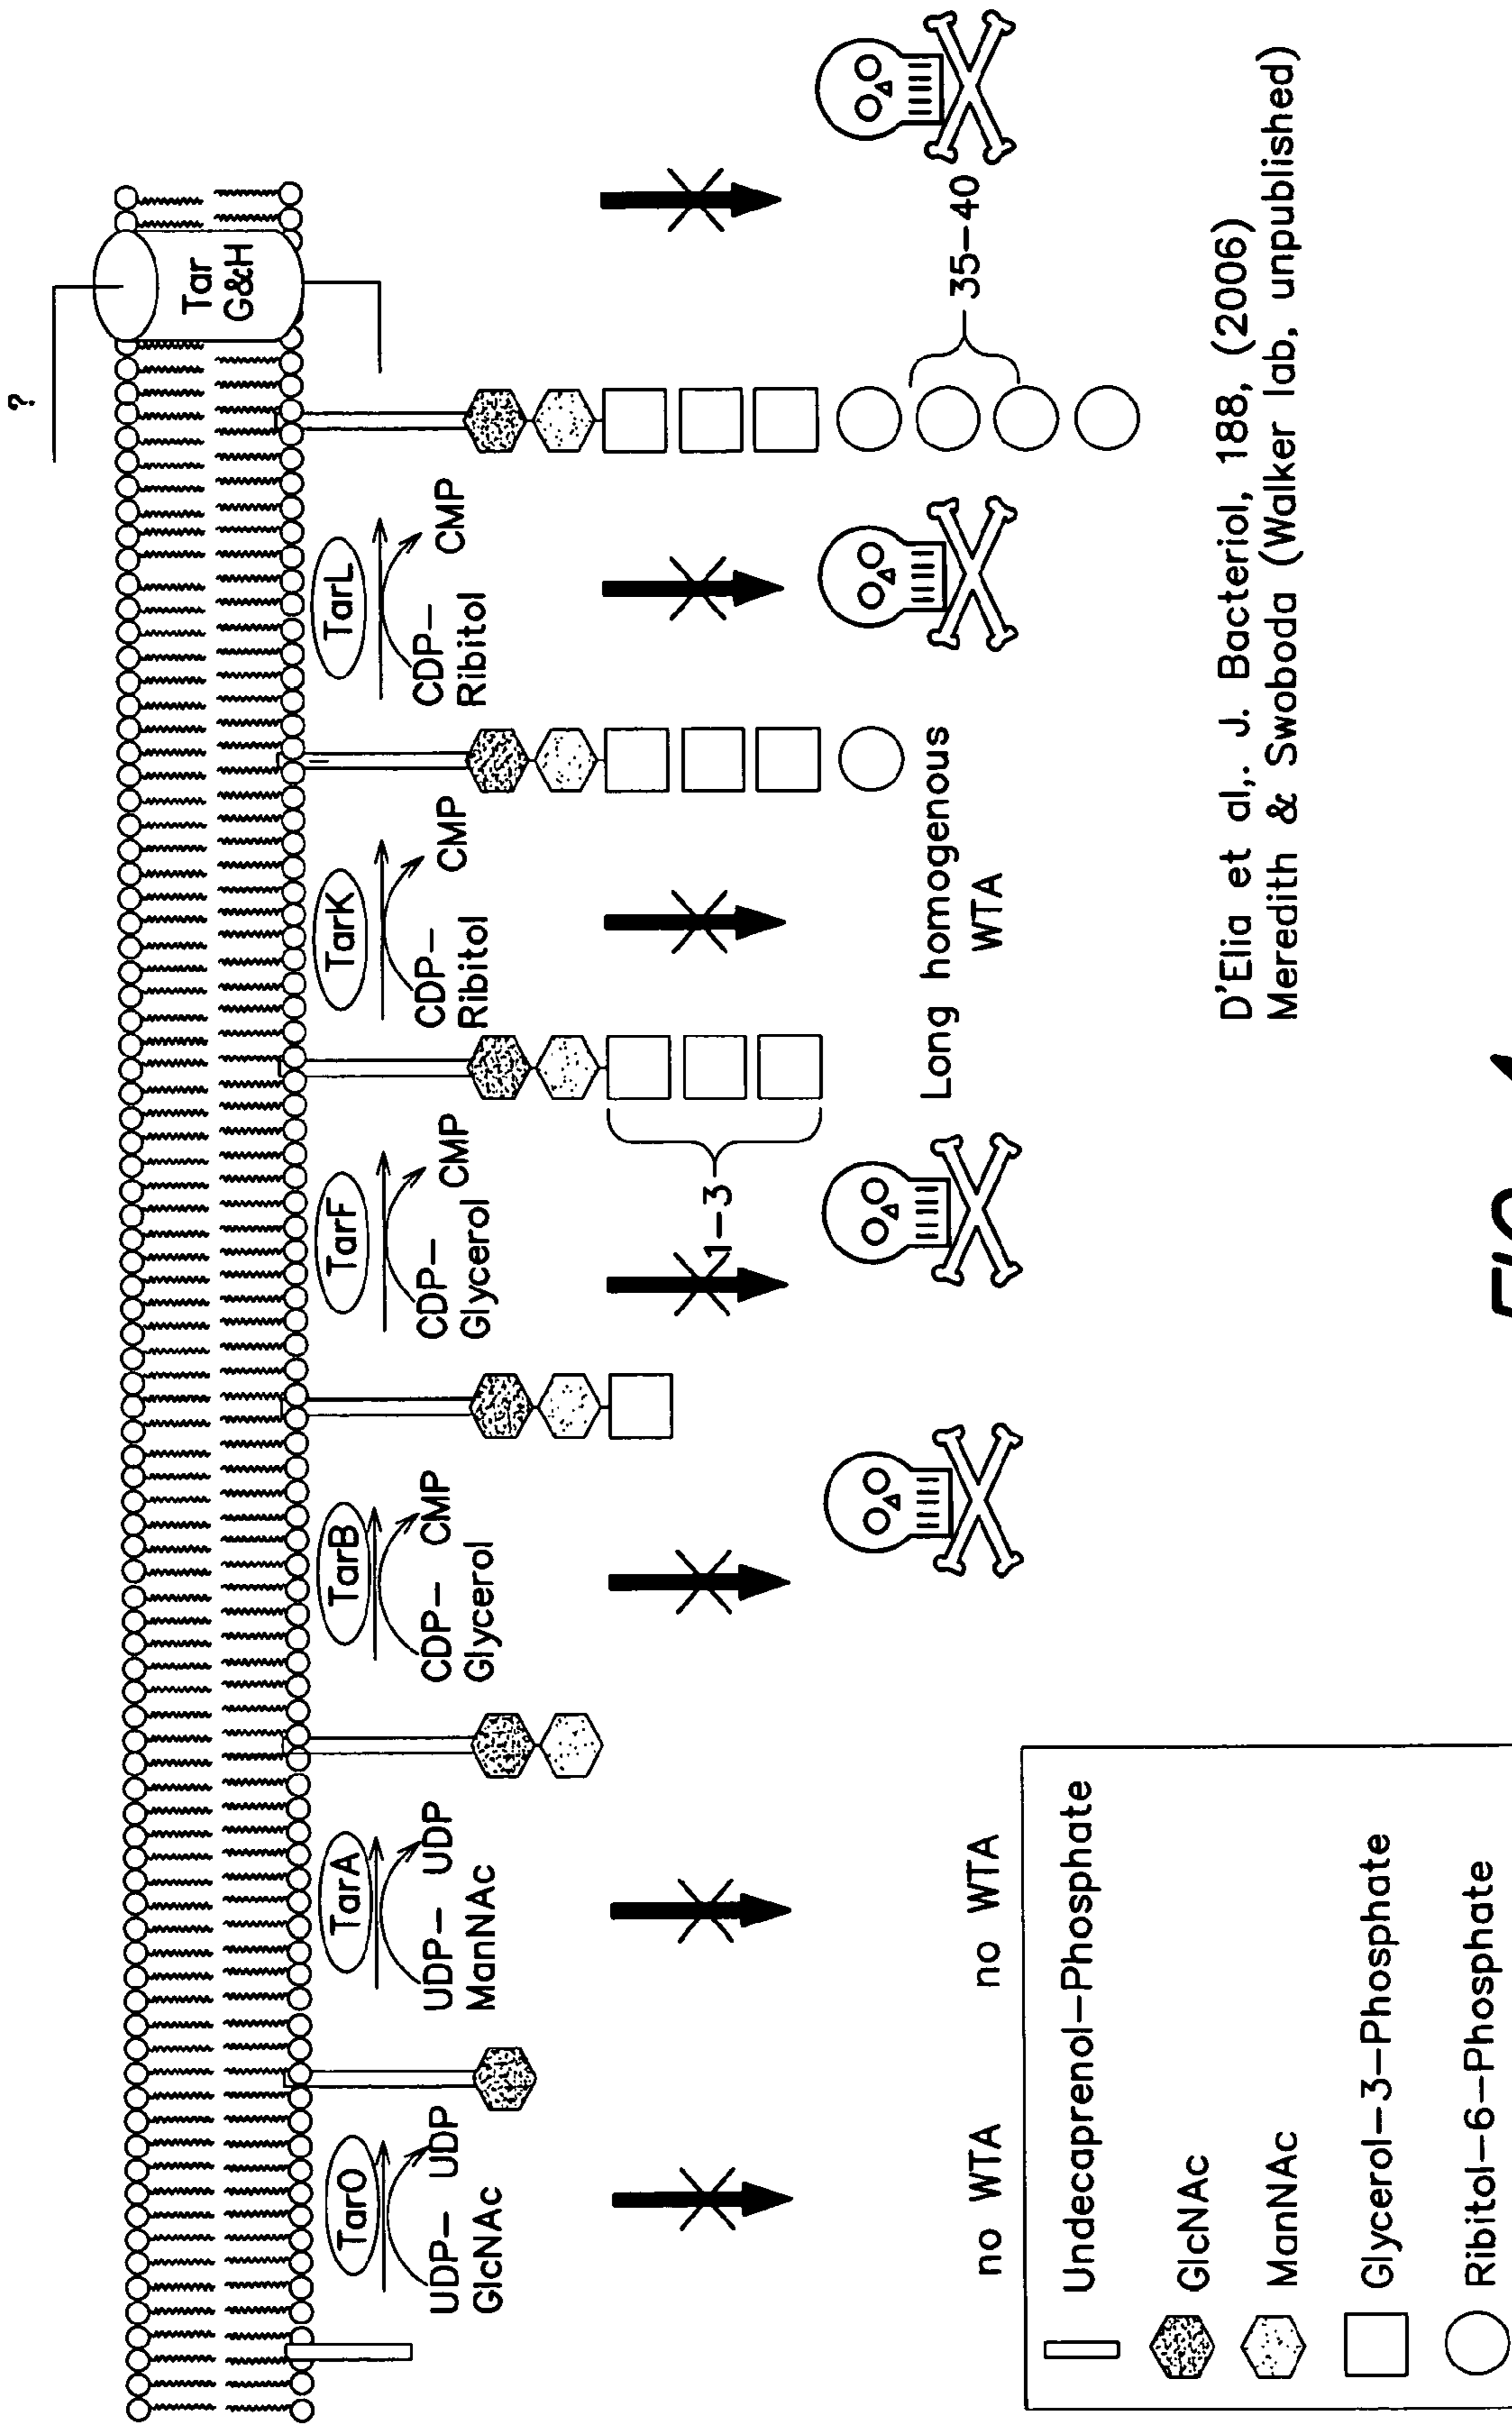 ?
Tar
G&H
TarO
TarA
TarB
TarF
TarK
TarL
UDP–
GlcNAc
UDP
UDP–
ManNAc
UDP
CDP–
Glycerol
CMP
CDP–
Glycerol
CMP
CDP–
Ribitol
CMP
CDP–
Ribitol
CMP
1–3
35–40
no WTA
no WTA
Long homogenous
WTA
Undecaprenol–Phosphate
GlcNAc
ManNAc
Glycerol–3–Phosphate
Ribitol–6–Phosphate
D'Elia et al,. J. Bacteriol, 188, (2006)
Meredith & Swoboda (Walker lab, unpublished)